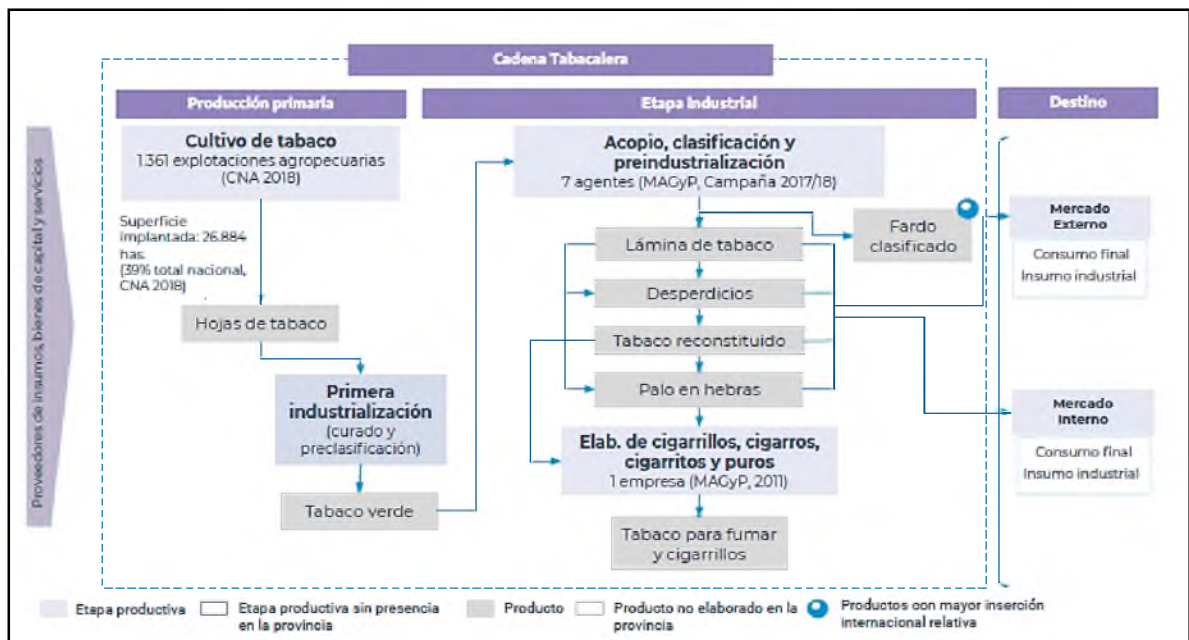 Cadena Tabacalera
Producción primaria
Etapa Industrial
Destino
Proveedores de insumos, bienes de capital y servicios
Cultivo de tabaco
1.361 explotaciones agropecuarias
(CNA 2018)
Superficie
implantada: 26.884
has.
(39% total nacional,
CNA 2018)
Hojas de tabaco
Primera
industrialización
(curado y
preclasificación)
Tabaco verde
Acopio, clasificación y
preindustrialización
7 agentes (MAGyP, Campaña 2017/18)
Fardo
clasificado
Lámina de tabaco
Desperdicios
Tabaco reconstituido
Palo en hebras
Elab. de cigarrillos, cigarros,
cigarritos y puros
1 empresa (MAGyP, 2011)
Tabaco para fumar
y cigarrillos
Mercado
Externo
Consumo final
Insumo industrial
Mercado
Interno
Consumo final
Insumo industrial
Etapa productiva
Etapa productiva sin presencia
en la provincia
Producto
Producto no elaborado en la
provincia
Productos con mayor inserción
internacional relativa